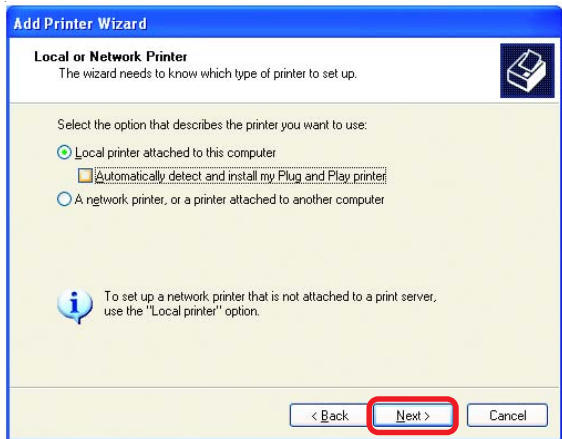 Add Printer Wizard
Local or Network Printer
The wizard needs to know which type of printer to set up.
Select the option that describes the printer you want to use:
Local printer attached to this computer
Automatically detect and install my Plug and Play printer
A network printer, or a printer attached to another computer
To set up a network printer that is not attached to a print server,
use the "Local printer" option.
< Back
Next >
Cancel